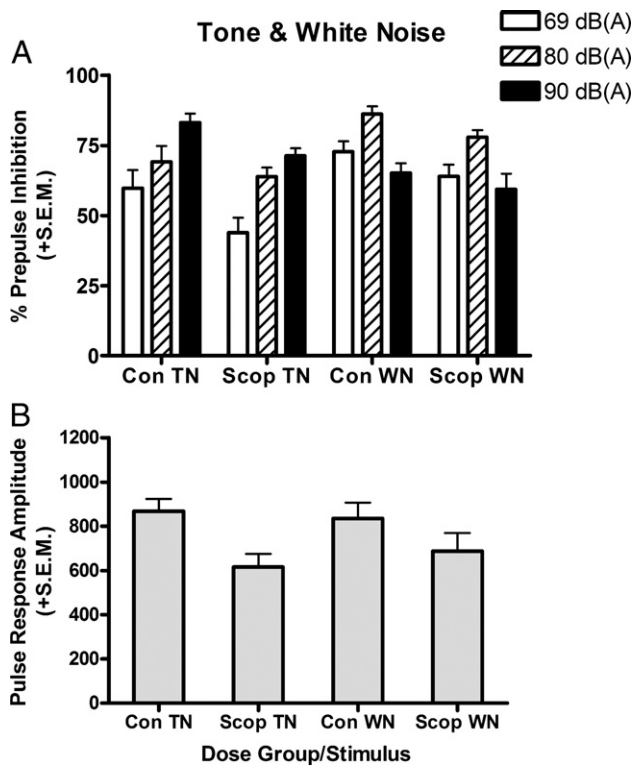 Tone & White Noise
69 dB(A)
80 dB(A)
90 dB(A)
A
% Prepulse Inhibition
(+S.E.M.)
100
75
50
25
0
Con TN Scop TN Con WN Scop WN
B
Pulse Response Amplitude
(+S.E.M.)
1200
1000
800
600
400
200
0
Con TN Scop TN Con WN Scop WN
Dose Group/Stimulus